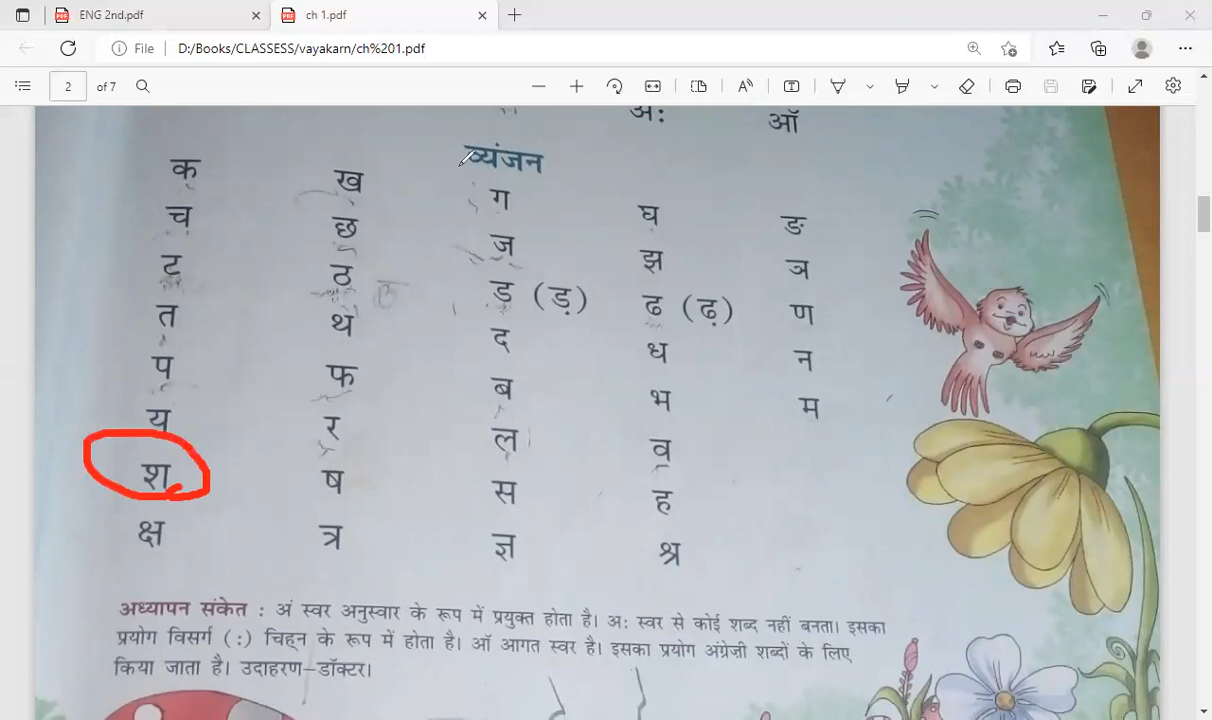 ENG 2nd.pdf
ch 1.pdf
File D:/Books/CLASSESS/vayakarn/ch%201.pdf
2 of 7
अः ऑ
व्यंजन
क ख ग घ ङ
च छ ज झ ञ
ट ठ ड (ड़) ढ (ढ़) ण
त थ द ध न
प फ ब भ म
य र ल व
श ष स ह
क्ष त्र ज्ञ श्र
अध्यापन संकेत : अं स्वर अनुस्वार के रूप में प्रयुक्त होता है। अः स्वर से कोई शब्द नहीं बनता। इसका
प्रयोग विसर्ग (:) चिह्न के रूप में होता है। ऑ आगत स्वर है। इसका प्रयोग अंग्रेज़ी शब्दों के लिए
किया जाता है। उदाहरण–डॉक्टर।